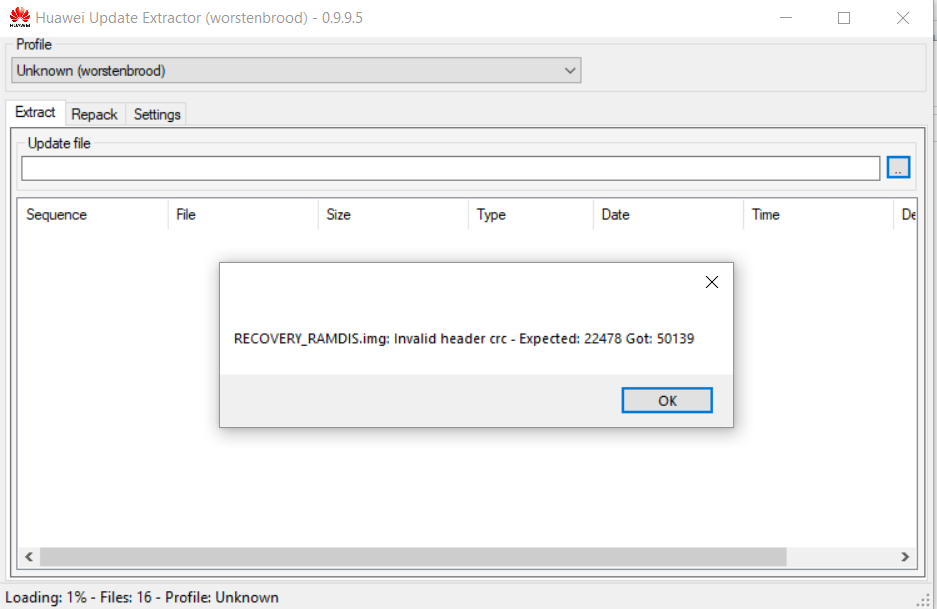 HUAWEI
Huawei Update Extractor (worstenbrood) - 0.9.9.5
Profile
Unknown (worstenbrood)
Extract Repack Settings
Update file
..
Sequence File Size Type Date Time De
RECOVERY_RAMDIS.img: Invalid header crc - Expected: 22478 Got: 50139
OK
Loading: 1% - Files: 16 - Profile: Unknown